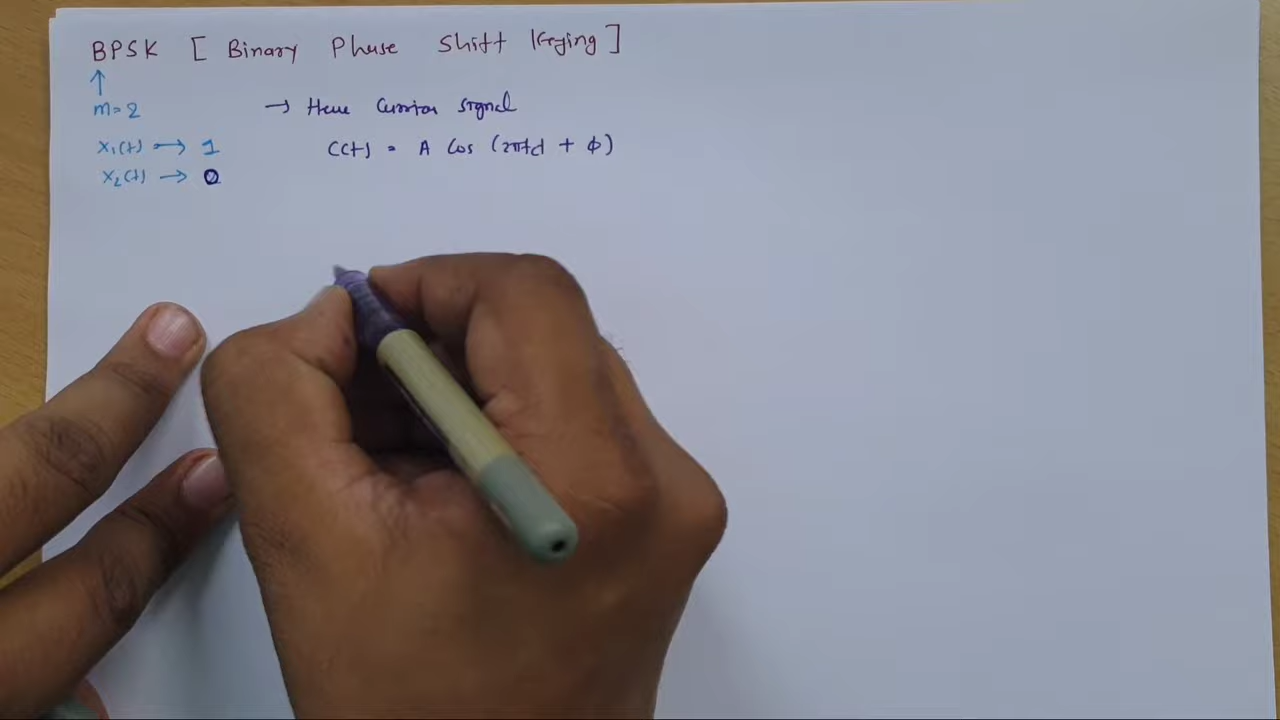 BPSK [ Binary Phase Shift Keying ]
↑
m = 2
→ Here Carrier signal
x₁(t) → 1
C(t) = A Cos (2πfct + ϕ)
x₂(t) → 0